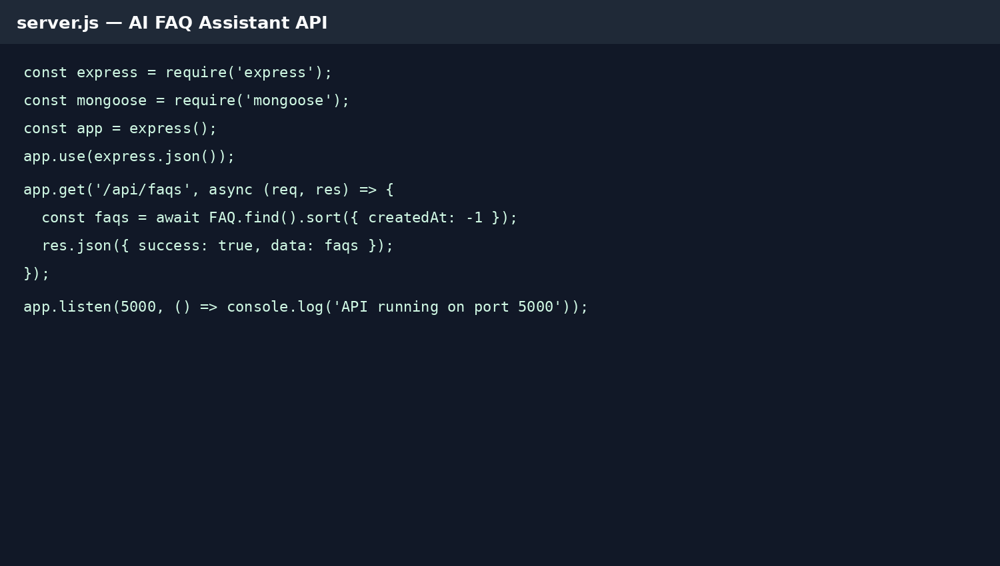 server.js — AI FAQ Assistant API
const express = require('express');
const mongoose = require('mongoose');
const app = express();
app.use(express.json());
app.get('/api/faqs', async (req, res) => {
  const faqs = await FAQ.find().sort({ createdAt: -1 });
  res.json({ success: true, data: faqs });
});
app.listen(5000, () => console.log('API running on port 5000'));